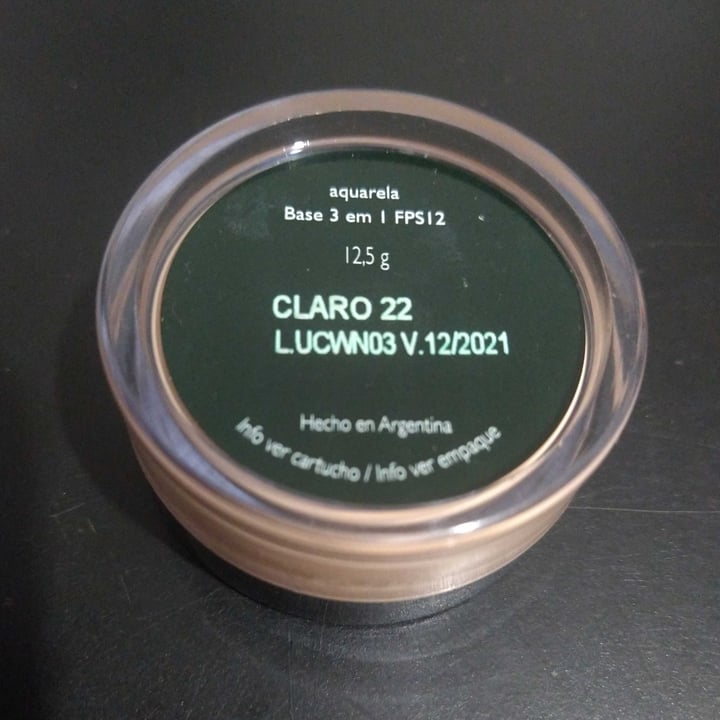 aquarela
Base 3 em 1 FPS12
12,5 g
CLARO 22
L.UCWN03 V.12/2021
Hecho en Argentina
Info ver cartucho / Info ver empaque